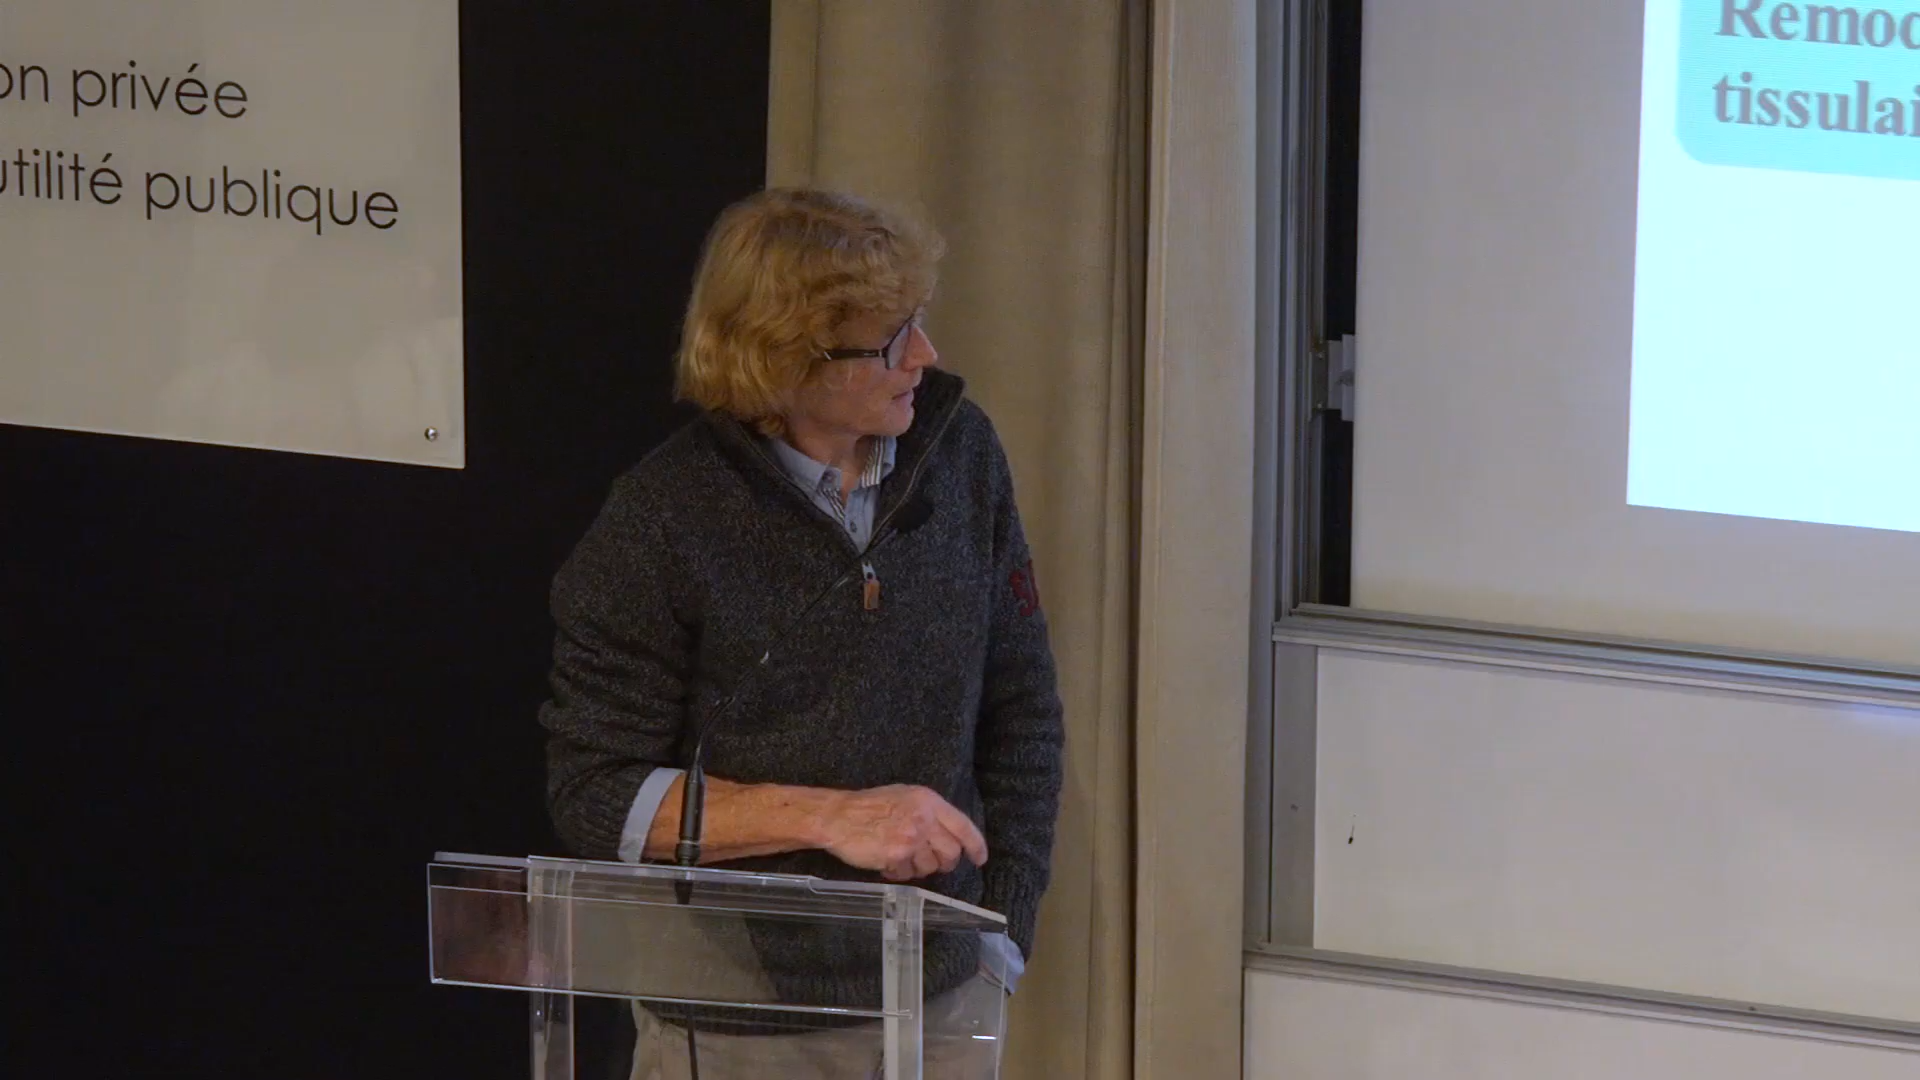 on privée
utilité publique
Remod
tissulai